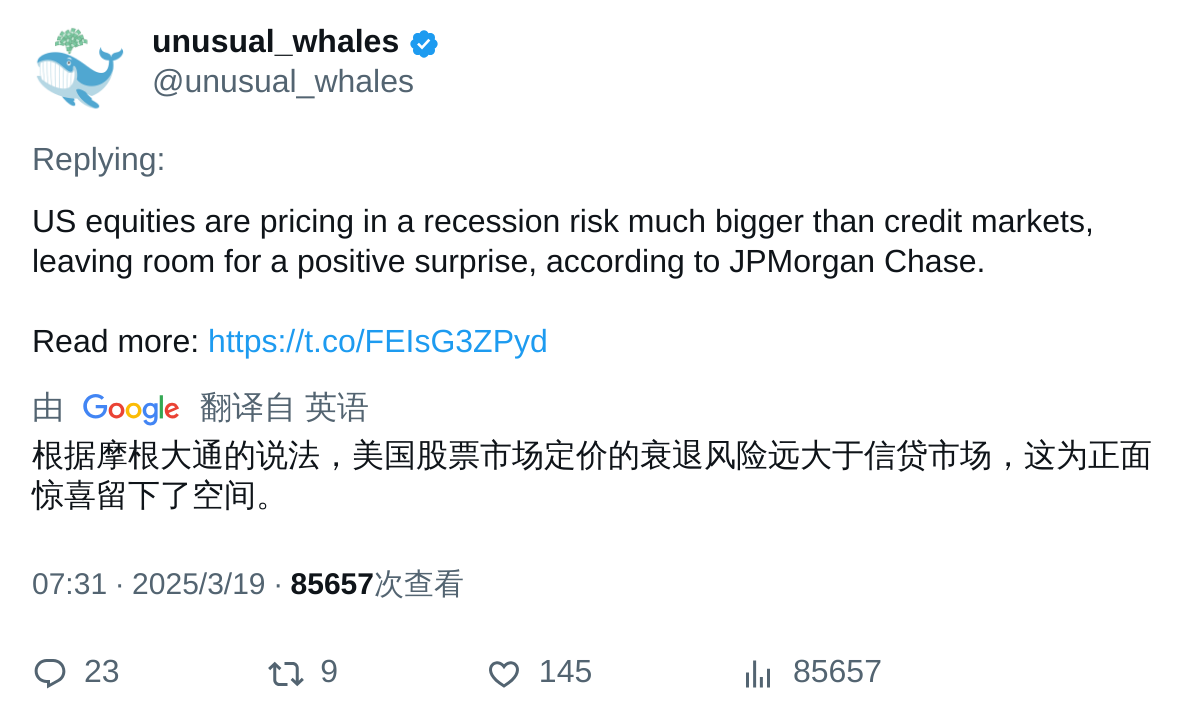 unusual_whales
@unusual_whales
Replying:
US equities are pricing in a recession risk much bigger than credit markets,
leaving room for a positive surprise, according to JPMorgan Chase.
Read more: https://t.co/FEIsG3ZPyd
由 Google 翻译自 英语
根据摩根大通的说法，美国股票市场定价的衰退风险远大于信贷市场，这为正面
惊喜留下了空间。
07:31 · 2025/3/19 · 85657次查看
23 9 145 85657